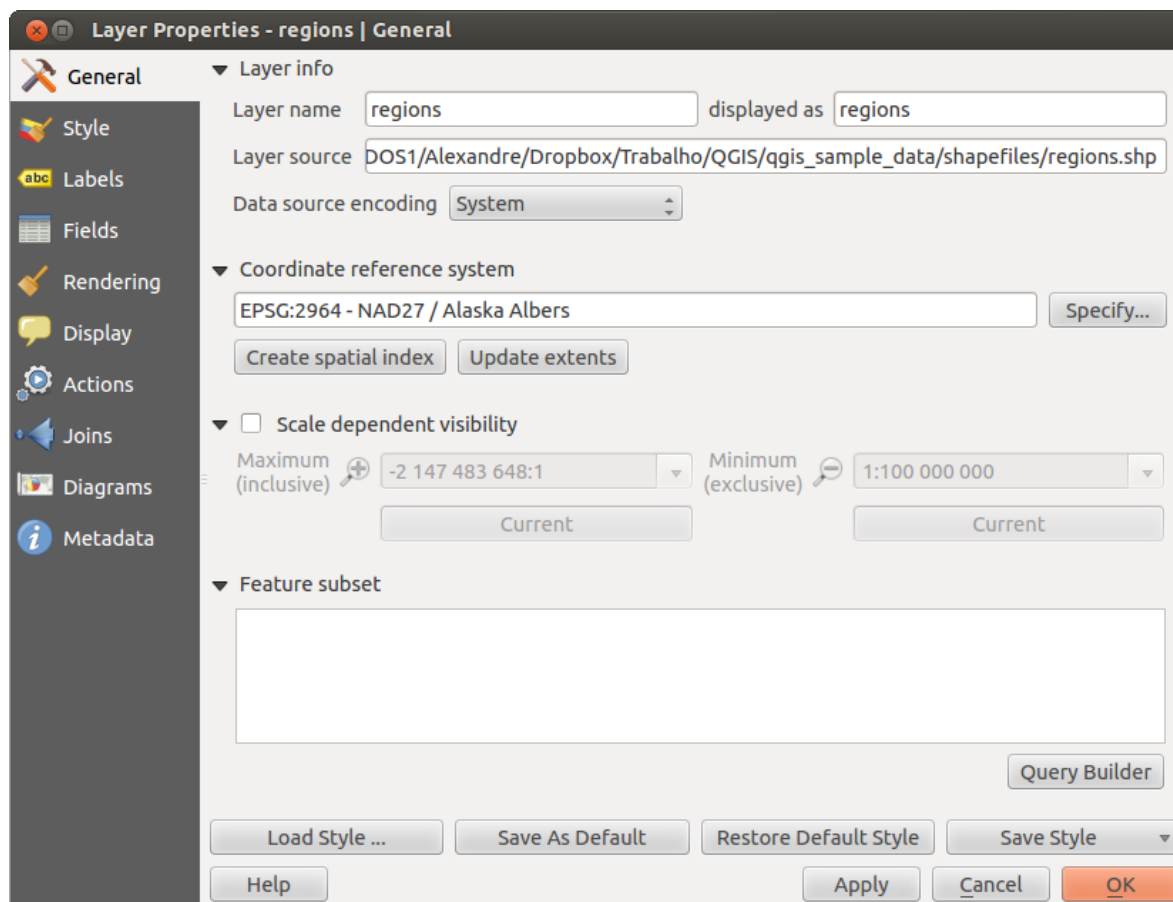 Layer Properties - regions | General
General
Style
abc Labels
Fields
Rendering
Display
Actions
Joins
Diagrams
Metadata
Layer info
Layer name regions displayed as regions
Layer source DOS1/Alexandre/Dropbox/Trabalho/QGIS/qgis_sample_data/shapefiles/regions.shp
Data source encoding System
Coordinate reference system
EPSG:2964 - NAD27 / Alaska Albers Specify...
Create spatial index Update extents
Scale dependent visibility
Maximum (inclusive) -2 147 483 648:1 Minimum (exclusive) 1:100 000 000
Current Current
Feature subset
Query Builder
Load Style ... Save As Default Restore Default Style Save Style
Help Apply Cancel OK